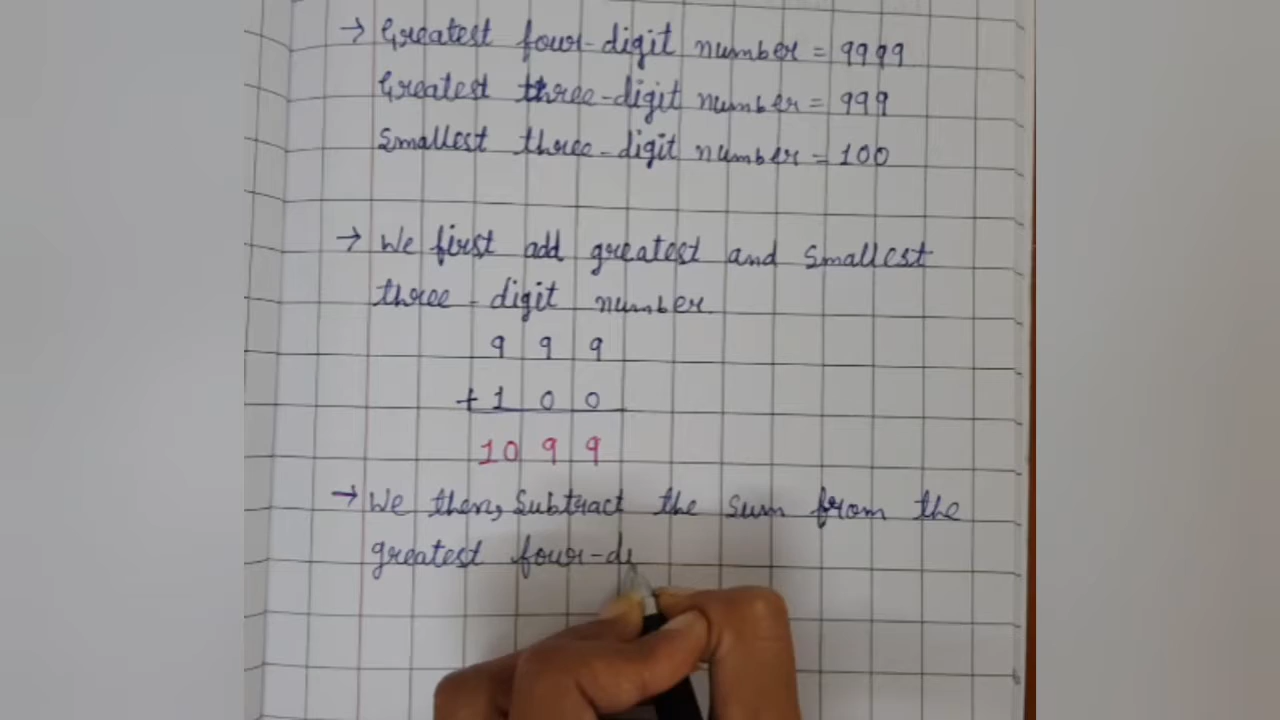 → Greatest four-digit number = 9999
Greatest three-digit number = 999
Smallest three-digit number = 100
→ We first add greatest and smallest
three-digit number
9 9 9
+ 1 0 0
10 9 9
→ We then, subtract the sum from the
greatest four-di